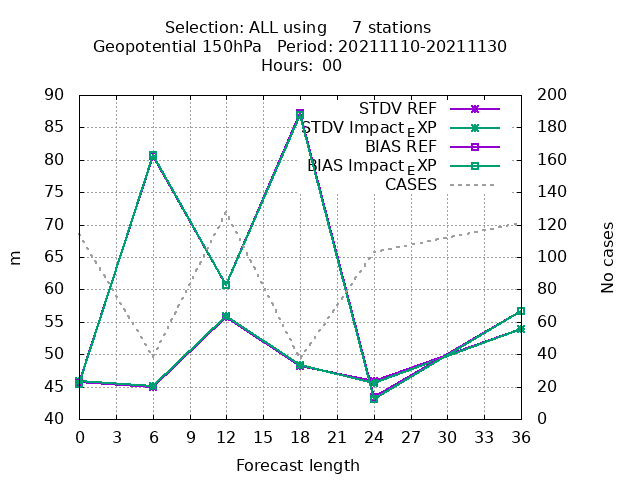 Selection: ALL using     7 stations
Geopotential 150hPa   Period: 20211110-20211130
Hours: 00
90 200
STDV REF
85 180
STDV Impact_EXP
BIAS REF
80 160
BIAS Impact_EXP
CASES
75 140
70 120
65 100
m
No cases
60 80
55 60
50 40
45 20
40 0
0 3 6 9 12 15 18 21 24 27 30 33 36
Forecast length